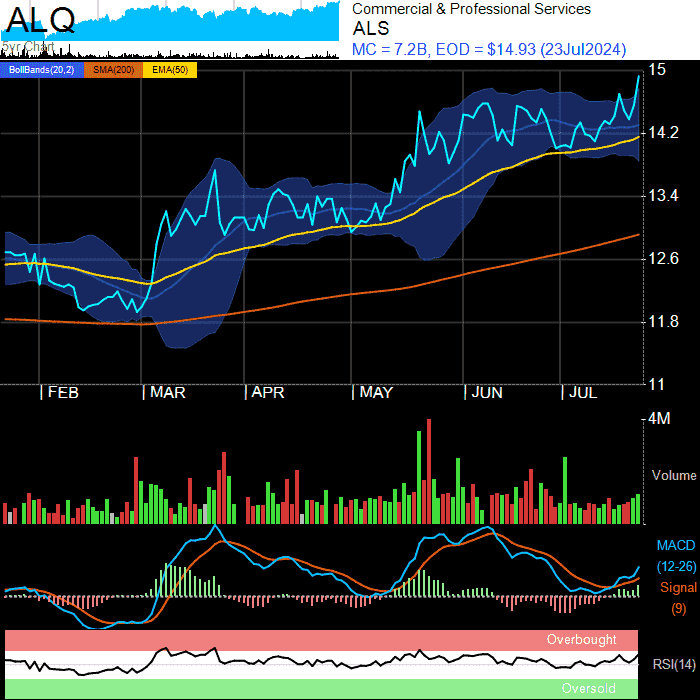 ALQ
Commercial & Professional Services
ALS
5yr Chart
MC = 7.2B, EOD = $14.93 (23Jul2024)
BollBands(20,2) SMA(200) EMA(50)
15
14.2
13.4
12.6
11.8
11
FEB MAR APR MAY JUN JUL
4M
Volume
MACD
(12-26)
Signal
(9)
Overbought
RSI(14)
Oversold